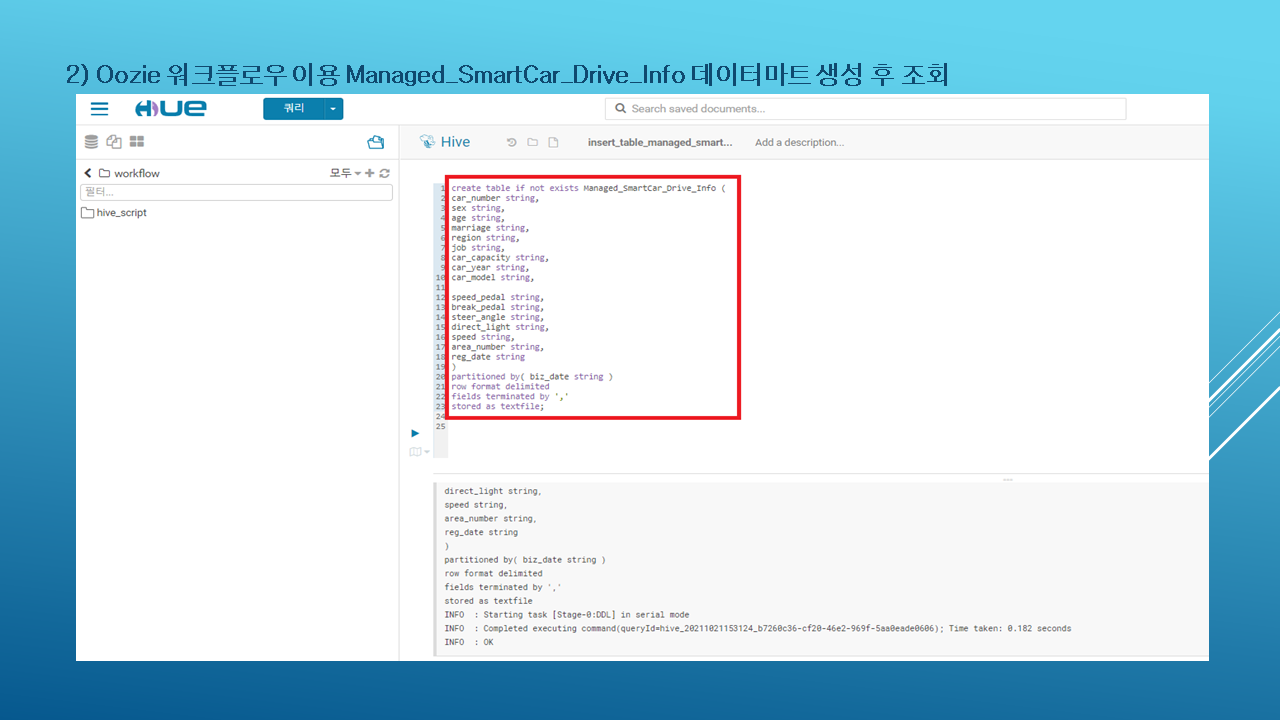 2) Oozie 워크플로우 이용 Managed_SmartCar_Drive_Info 데이터마트 생성 후 조회
HUE
쿼리
Search saved documents...
Hive
insert_table_managed_smart...
Add a description...
workflow
모두
필터...
hive_script
1 create table if not exists Managed_SmartCar_Drive_Info (
2 car_number string,
3 sex string,
4 age string,
5 marriage string,
6 region string,
7 job string,
8 car_capacity string,
9 car_year string,
10 car_model string,
11
12 speed_pedal string,
13 break_pedal string,
14 steer_angle string,
15 direct_light string,
16 speed string,
17 area_number string,
18 reg_date string
19 )
20 partitioned by( biz_date string )
21 row format delimited
22 fields terminated by ','
23 stored as textfile;
24
25
direct_light string,
speed string,
area_number string,
reg_date string
)
partitioned by( biz_date string )
row format delimited
fields terminated by ','
stored as textfile
INFO : Starting task [Stage-0:DDL] in serial mode
INFO : Completed executing command(queryId=hive_20211021153124_b7260c36-cf20-46e2-969f-5aa0eade0606); Time taken: 0.182 seconds
INFO : OK